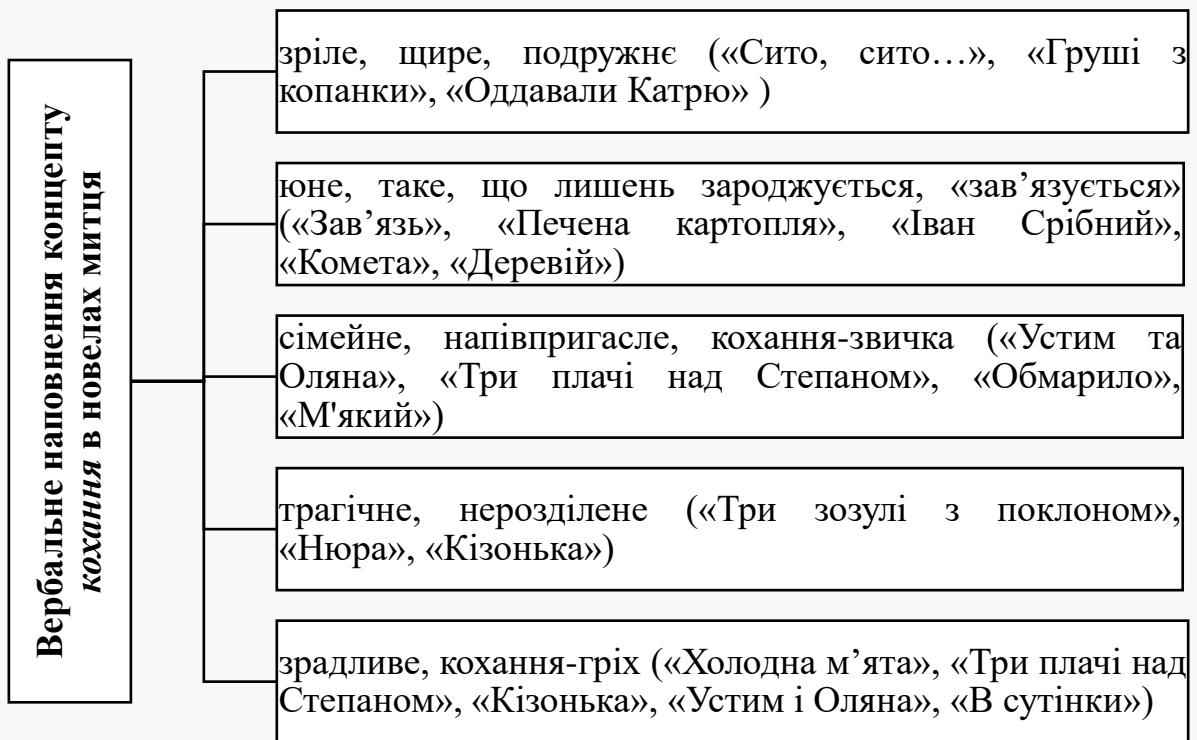 Вербальне наповнення концепту
кохання в новелах митця
зріле, щире, подружнє («Сито, сито…», «Груші з
копанки», «Оддавали Катрю» )
юне, таке, що лишень зароджується, «зав’язується»
(«Зав’язь», «Печена картопля», «Іван Срібний»,
«Комета», «Деревій»)
сімейне, напівпригасле, кохання-звичка («Устим та
Оляна», «Три плачі над Степаном», «Обмарило»,
«М'який»)
трагічне, нерозділене («Три зозулі з поклоном»,
«Нюра», «Кізонька»)
зрадливе, кохання-гріх («Холодна м’ята», «Три плачі над
Степаном», «Кізонька», «Устим і Оляна», «В сутінки»)